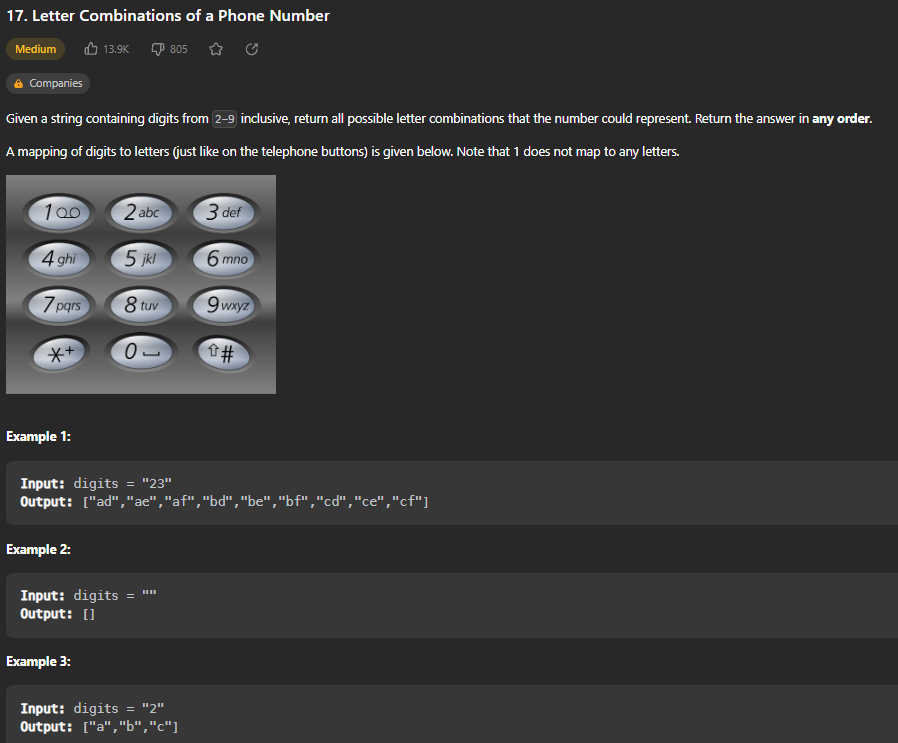 17. Letter Combinations of a Phone Number
Medium 13.9K 805
Companies
Given a string containing digits from 2-9 inclusive, return all possible letter combinations that the number could represent. Return the answer in any order.
A mapping of digits to letters (just like on the telephone buttons) is given below. Note that 1 does not map to any letters.
1 2 abc 3 def
4 ghi 5 jkl 6 mno
7 pqrs 8 tuv 9 wxyz
*+ 0 #
Example 1:
Input: digits = "23"
Output: ["ad","ae","af","bd","be","bf","cd","ce","cf"]
Example 2:
Input: digits = ""
Output: []
Example 3:
Input: digits = "2"
Output: ["a","b","c"]